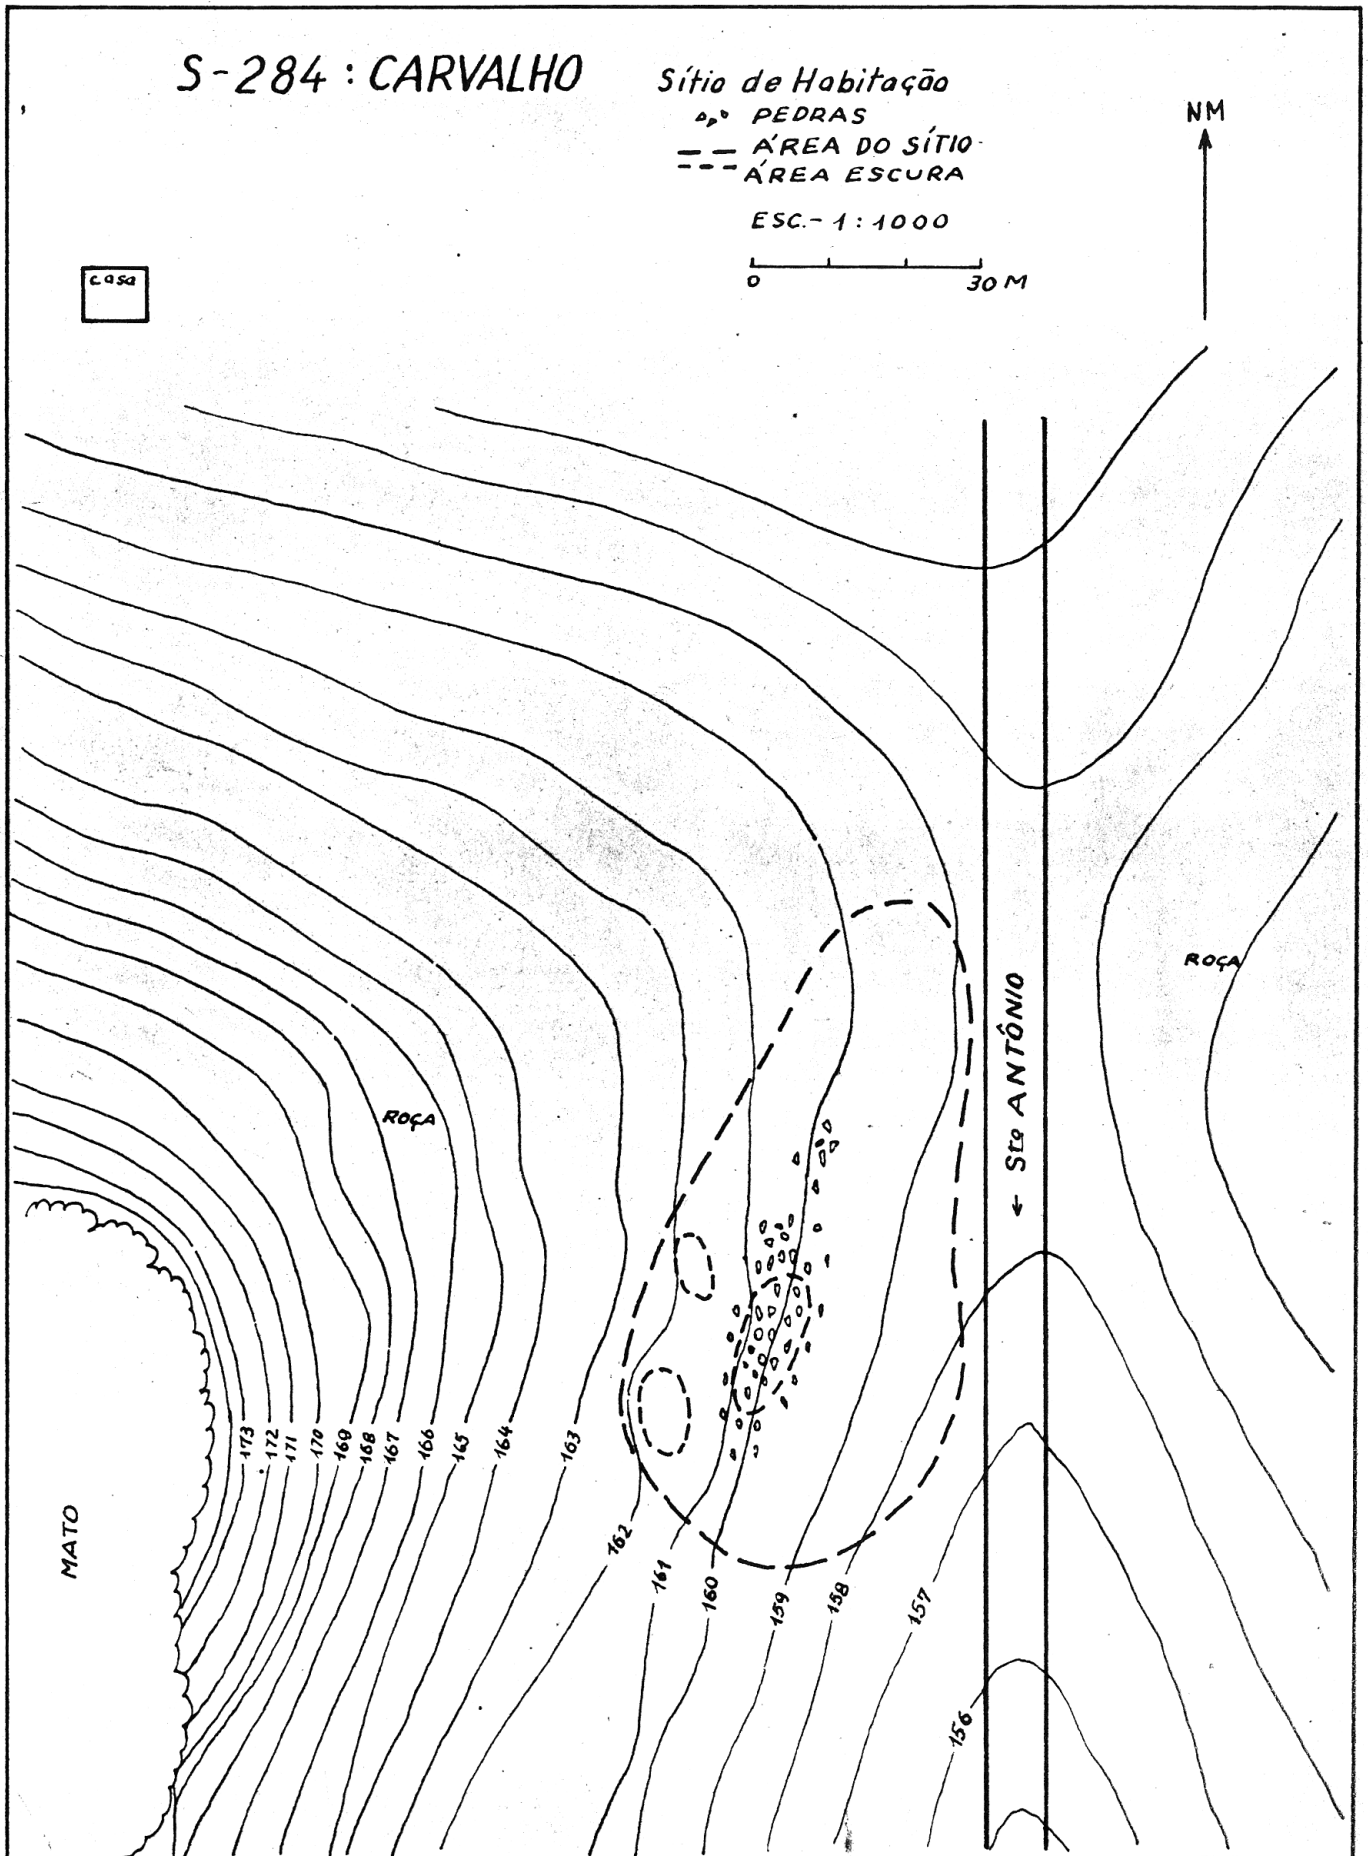 S-284 : CARVALHO
Sítio de Habitação
PEDRAS
ÁREA DO SÍTIO
ÁREA ESCURA
ESC.- 1 : 1000
0 30 M
NM
casa
ROÇA
← Sto ANTÔNIO
ROÇA
MATO
173
172
171
170
169
168
167
166
165
164
163
162
161
160
159
158
157
156